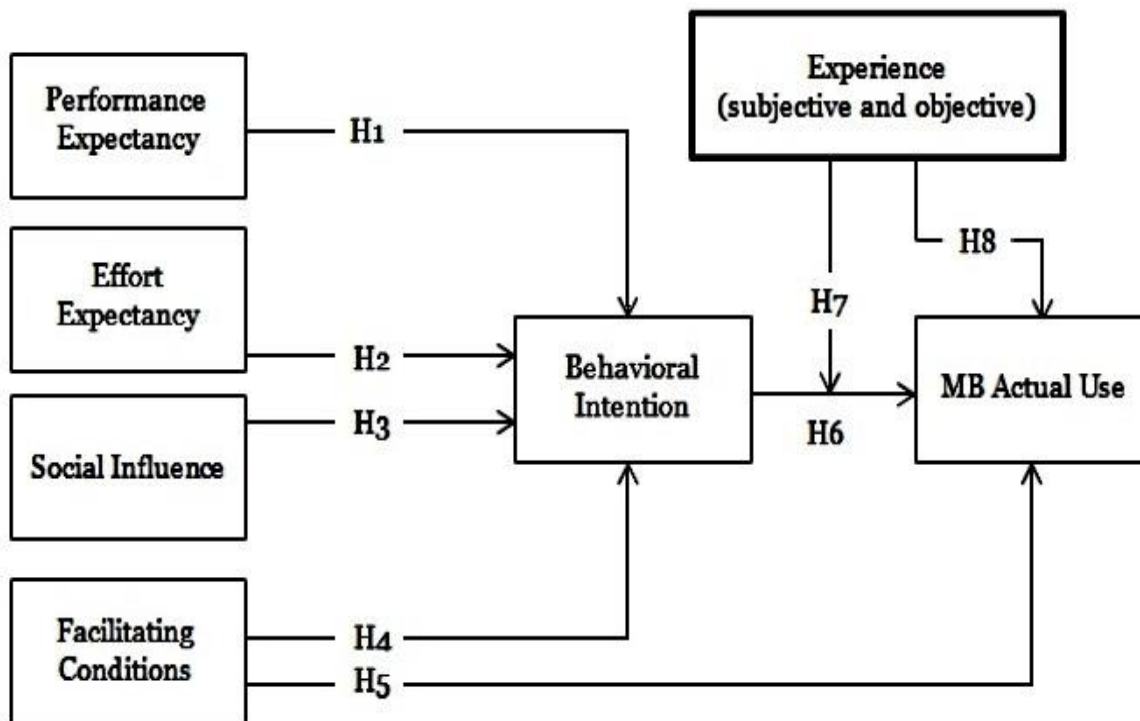 Performance
Expectancy
H1
Experience
(subjective and objective)
Effort
Expectancy
H8
H7
H2
Behavioral
Intention
MB Actual Use
H3
H6
Social Influence
Facilitating
Conditions
H4
H5